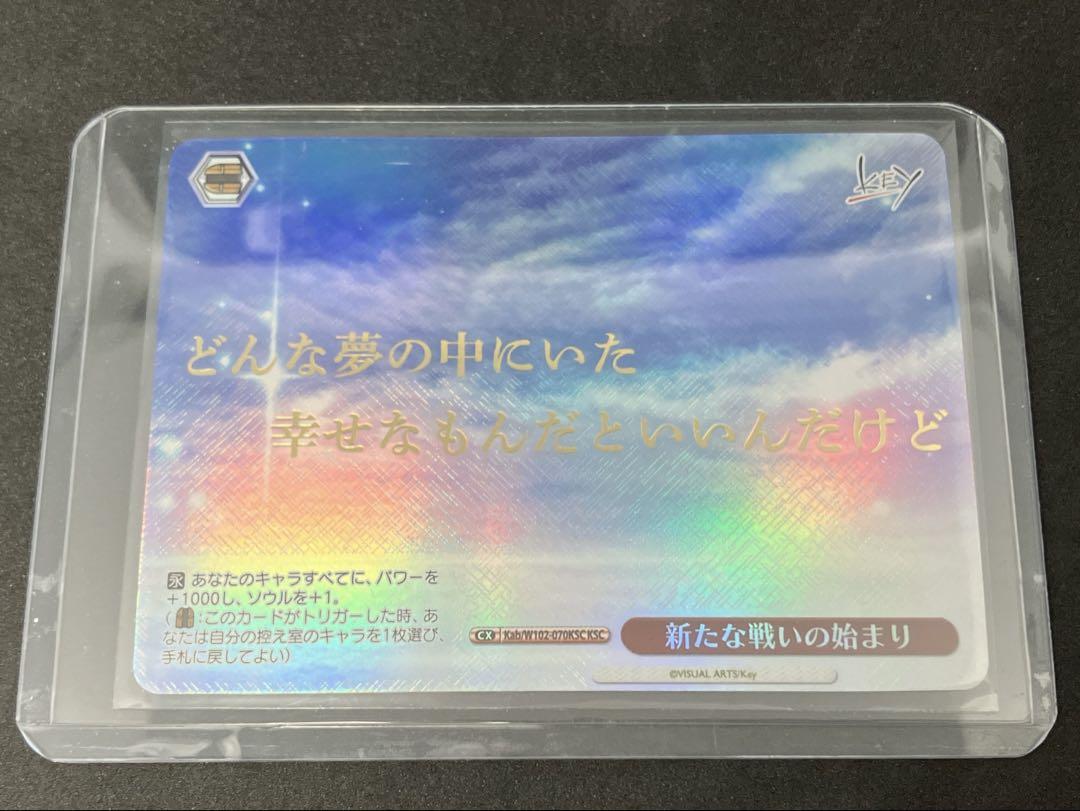 Key
どんな夢の中にいた
幸せなもんだといいんだけど
永 あなたのキャラすべてに、パワーを
+1000し、ソウルを+1。
( :このカードがトリガーした時、あ
なたは自分の控え室のキャラを1枚選び、
手札に戻してよい)
CX Kab/W102-070KSC KSC
新たな戦いの始まり
©VISUAL ARTS/Key